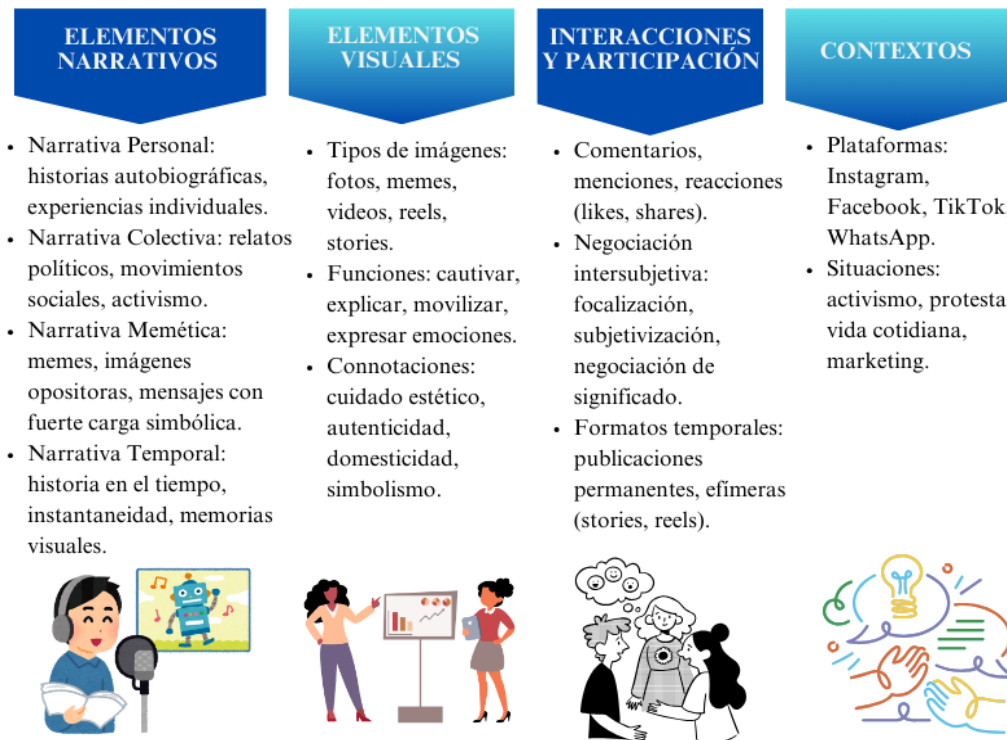 ELEMENTOS
NARRATIVOS
• Narrativa Personal:
historias autobiográficas,
experiencias individuales.
• Narrativa Colectiva: relatos
políticos, movimientos
sociales, activismo.
• Narrativa Memética:
memes, imágenes
opositoras, mensajes con
fuerte carga simbólica.
• Narrativa Temporal:
historia en el tiempo,
instantaneidad, memorias
visuales.
ELEMENTOS
VISUALES
• Tipos de imágenes:
fotos, memes,
videos, reels,
stories.
• Funciones: cautivar,
explicar, movilizar,
expresar emociones.
• Connotaciones:
cuidado estético,
autenticidad,
domesticidad,
simbolismo.
INTERACCIONES
Y PARTICIPACIÓN
• Comentarios,
menciones, reacciones
(likes, shares).
• Negociación
intersubjetiva:
focalización,
subjetivización,
negociación de
significado.
• Formatos temporales:
publicaciones
permanentes, efímeras
(stories, reels).
CONTEXTOS
• Plataformas:
Instagram,
Facebook, TikTok
WhatsApp.
• Situaciones:
activismo, protesta
vida cotidiana,
marketing.